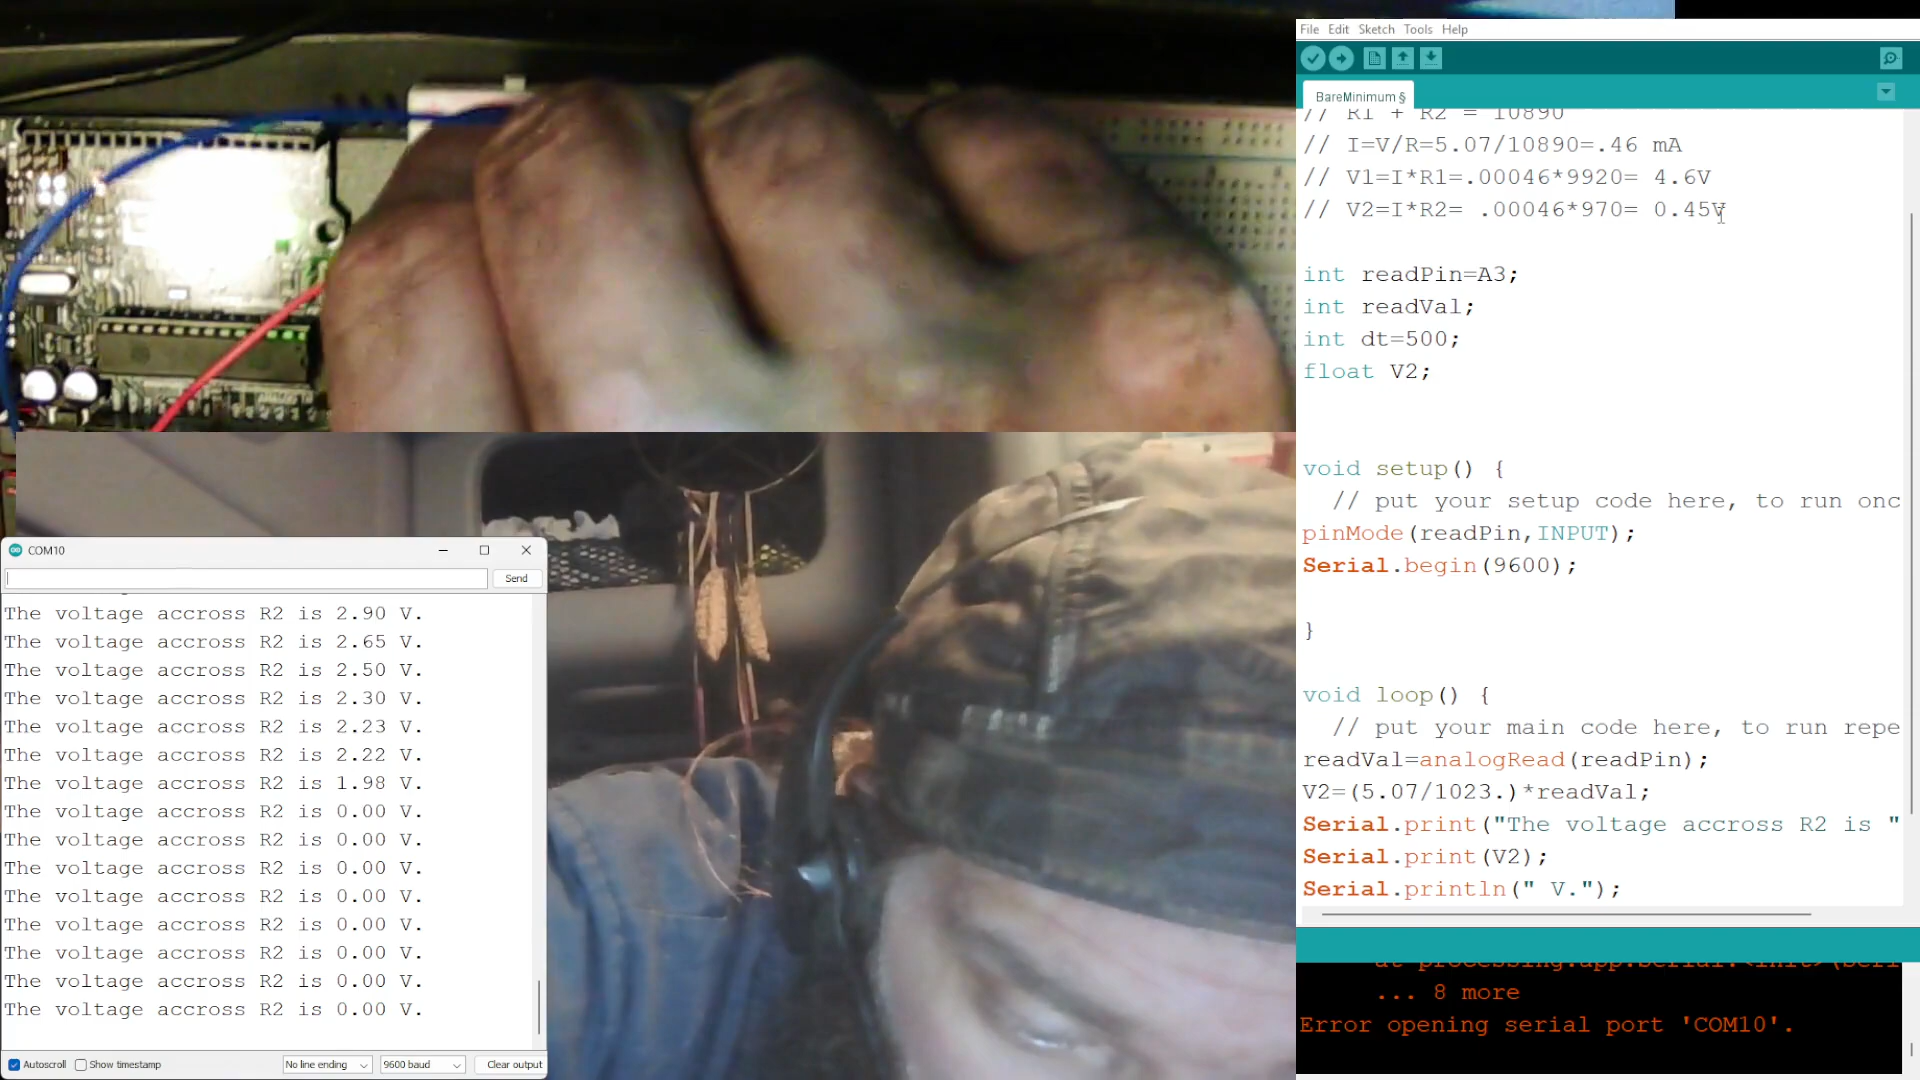 File Edit Sketch Tools Help
BareMinimum §
// R1 + R2 = 10890
// I=V/R=5.07/10890=.46 mA
// V1=I*R1=.00046*9920= 4.6V
// V2=I*R2= .00046*970= 0.45V
int readPin=A3;
int readVal;
int dt=500;
float V2;
void setup() {
// put your setup code here, to run onc
pinMode(readPin,INPUT);
Serial.begin(9600);
}
void loop() {
// put your main code here, to run repe
readVal=analogRead(readPin);
V2=(5.07/1023.)*readVal;
Serial.print("The voltage accross R2 is "
Serial.print(V2);
Serial.println(" V.");
at processing.app.Serial.<init>(Seri
... 8 more
Error opening serial port 'COM10'.
COM10
Send
The voltage accross R2 is 2.90 V.
The voltage accross R2 is 2.65 V.
The voltage accross R2 is 2.50 V.
The voltage accross R2 is 2.30 V.
The voltage accross R2 is 2.23 V.
The voltage accross R2 is 2.22 V.
The voltage accross R2 is 1.98 V.
The voltage accross R2 is 0.00 V.
The voltage accross R2 is 0.00 V.
The voltage accross R2 is 0.00 V.
The voltage accross R2 is 0.00 V.
The voltage accross R2 is 0.00 V.
The voltage accross R2 is 0.00 V.
The voltage accross R2 is 0.00 V.
The voltage accross R2 is 0.00 V.
Autoscroll Show timestamp No line ending 9600 baud Clear output